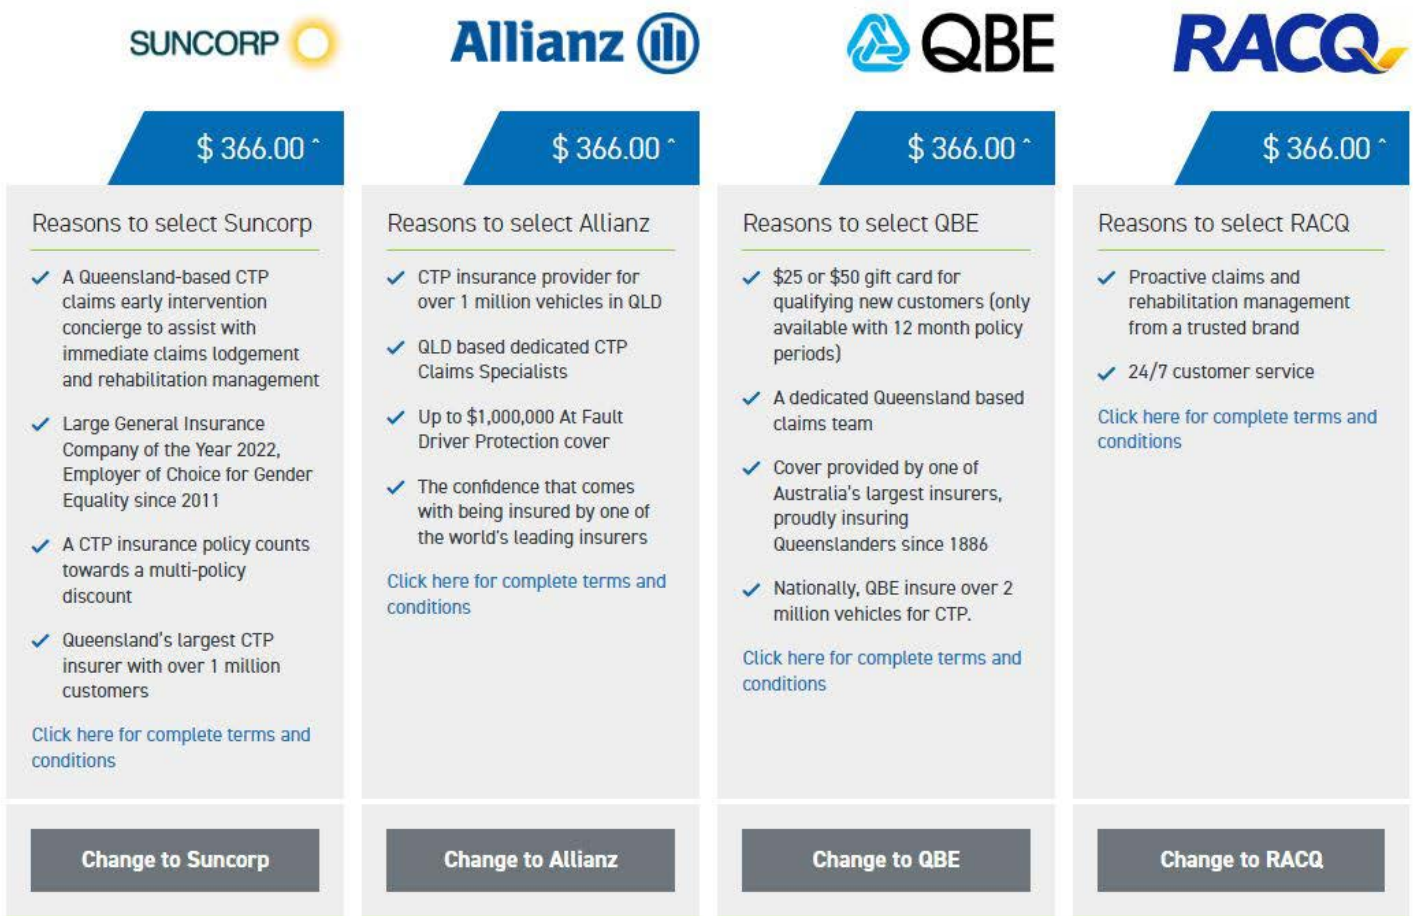 SUNCORP
$ 366.00 ^
Reasons to select Suncorp
A Queensland-based CTP
claims early intervention
concierge to assist with
immediate claims lodgement
and rehabilitation management
Large General Insurance
Company of the Year 2022,
Employer of Choice for Gender
Equality since 2011
A CTP insurance policy counts
towards a multi-policy
discount
Queensland's largest CTP
insurer with over 1 million
customers
Click here for complete terms and
conditions
Change to Suncorp
Allianz
$ 366.00 ^
Reasons to select Allianz
CTP insurance provider for
over 1 million vehicles in QLD
QLD based dedicated CTP
Claims Specialists
Up to $1,000,000 At Fault
Driver Protection cover
The confidence that comes
with being insured by one of
the world's leading insurers
Click here for complete terms and
conditions
Change to Allianz
QBE
$ 366.00 ^
Reasons to select QBE
$25 or $50 gift card for
qualifying new customers (only
available with 12 month policy
periods)
A dedicated Queensland based
claims team
Cover provided by one of
Australia's largest insurers,
proudly insuring
Queenslanders since 1886
Nationally, QBE insure over 2
million vehicles for CTP.
Click here for complete terms and
conditions
Change to QBE
RACQ
$ 366.00 ^
Reasons to select RACQ
Proactive claims and
rehabilitation management
from a trusted brand
24/7 customer service
Click here for complete terms and
conditions
Change to RACQ